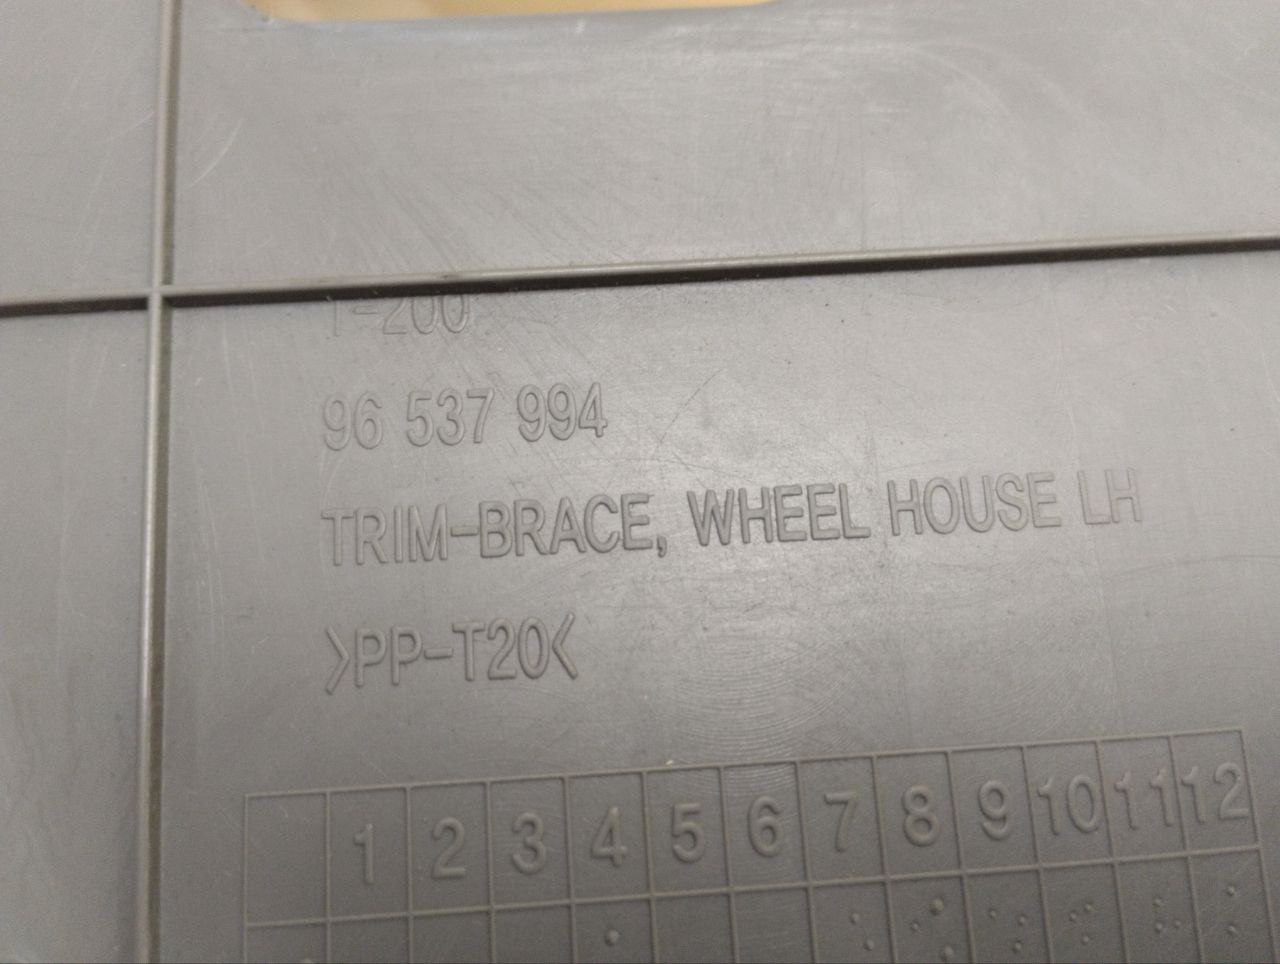 T-200
96 537 994
TRIM-BRACE, WHEEL HOUSE LH
>PP-T20<
1 2 3 4 5 6 7 8 9 10 11 12